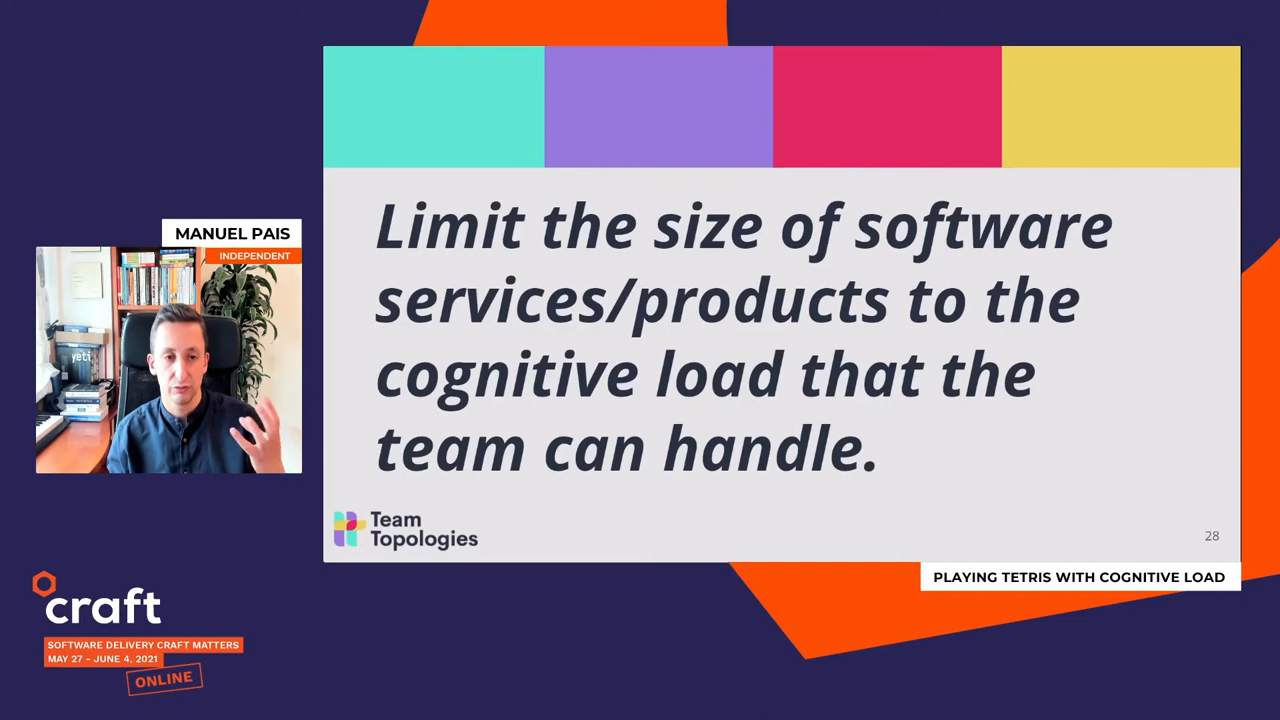 MANUEL PAIS
INDEPENDENT
yeti
Limit the size of software
services/products to the
cognitive load that the
team can handle.
Team
Topologies
28
PLAYING TETRIS WITH COGNITIVE LOAD
craft
SOFTWARE DELIVERY CRAFT MATTERS
MAY 27 - JUNE 4, 2021
ONLINE